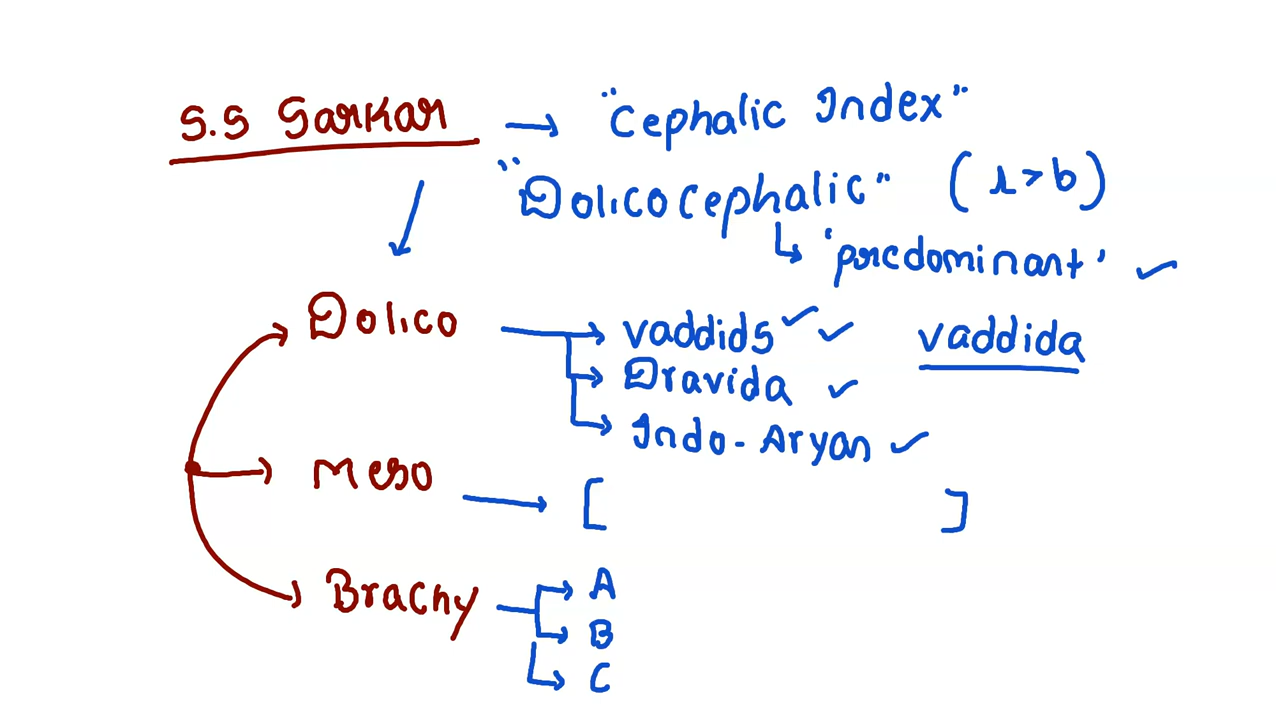 S.S Sarkar → "Cephalic Index"
"Dolicocephalic" (l > b)
↳ 'predominant' ✓
Dolico → vaddids ✓ ✓ vaddida
→ Dravida ✓
→ Indo-Aryan ✓
Meso → [ ]
Brachy → A
→ B
→ C